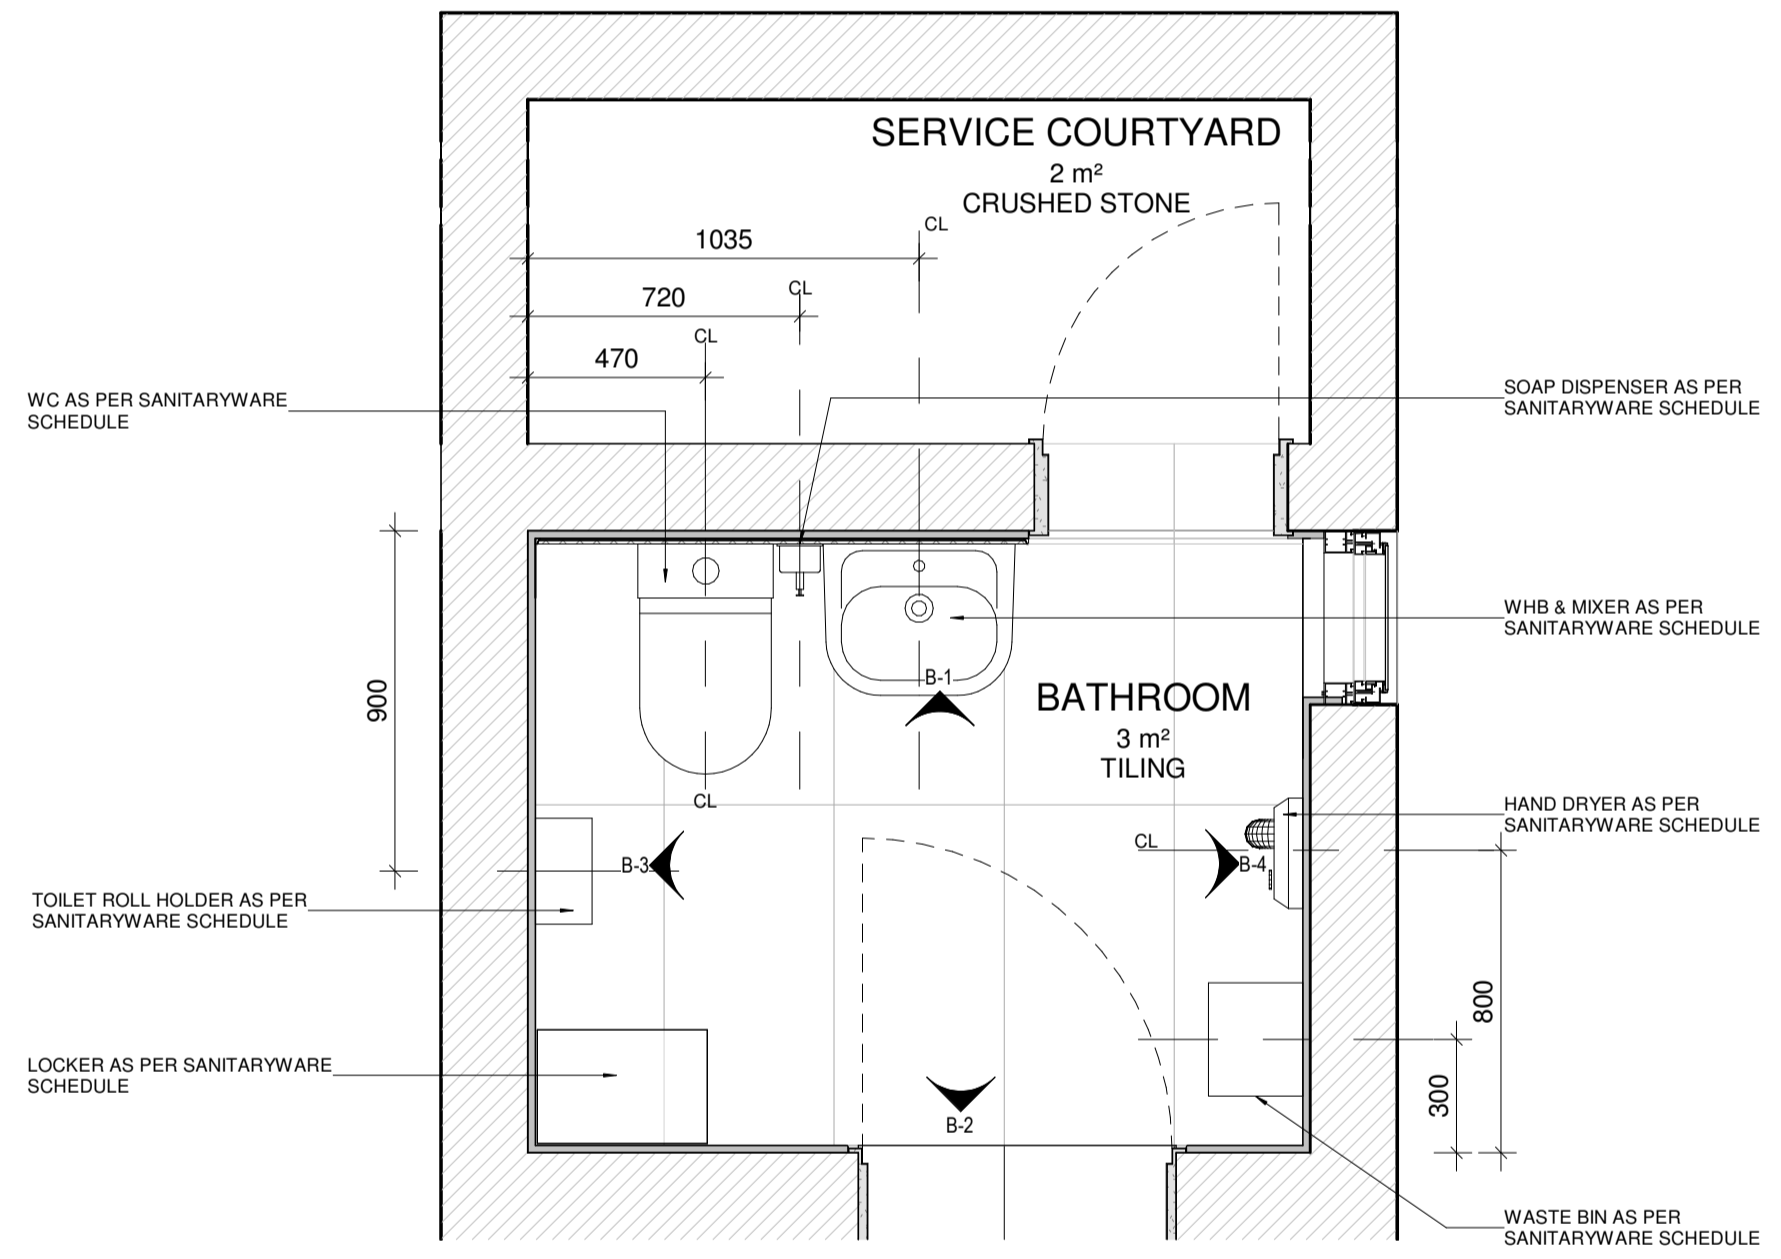 SERVICE COURTYARD
2 m²
CRUSHED STONE
CL
1035
CL
720
CL
470
WC AS PER SANITARYWARE
SCHEDULE
SOAP DISPENSER AS PER
SANITARYWARE SCHEDULE
WHB & MIXER AS PER
SANITARYWARE SCHEDULE
B-1
BATHROOM
3 m²
TILING
900
CL
HAND DRYER AS PER
SANITARYWARE SCHEDULE
CL
B-3
B-4
TOILET ROLL HOLDER AS PER
SANITARYWARE SCHEDULE
800
LOCKER AS PER SANITARYWARE
SCHEDULE
300
B-2
WASTE BIN AS PER
SANITARYWARE SCHEDULE